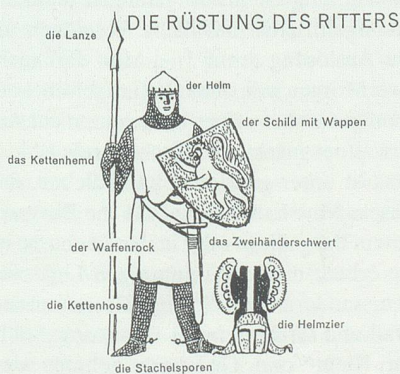 DIE RÜSTUNG DES RITTERS
die Lanze
der Helm
der Schild mit Wappen
das Kettenhemd
der Waffenrock
das Zweihänderschwert
die Kettenhose
die Helmzier
die Stachelsporen